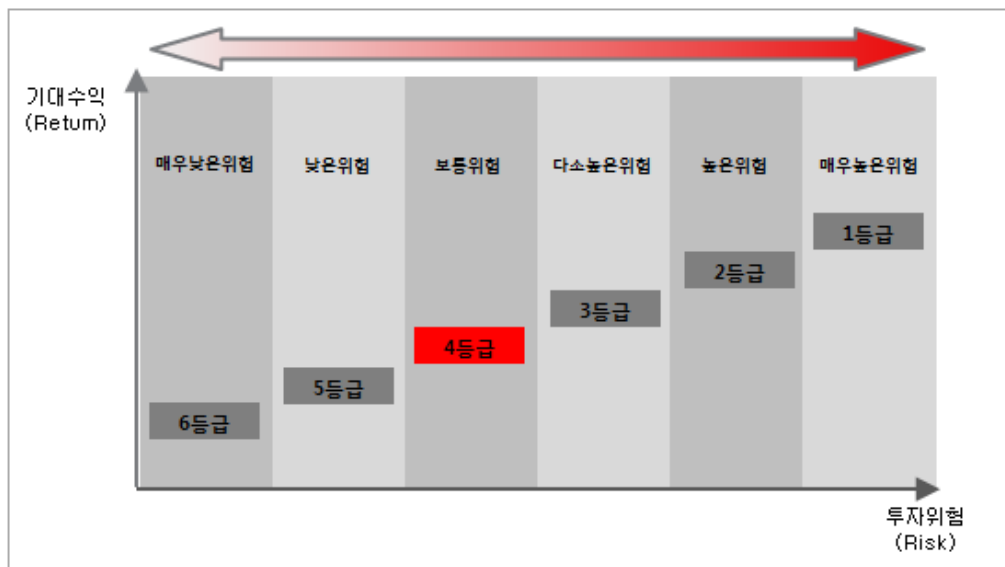 기대수익
(Return)
매우낮은위험
낮은위험
보통위험
다소높은위험
높은위험
매우높은위험
1등급
2등급
3등급
4등급
5등급
6등급
투자위험
(Risk)